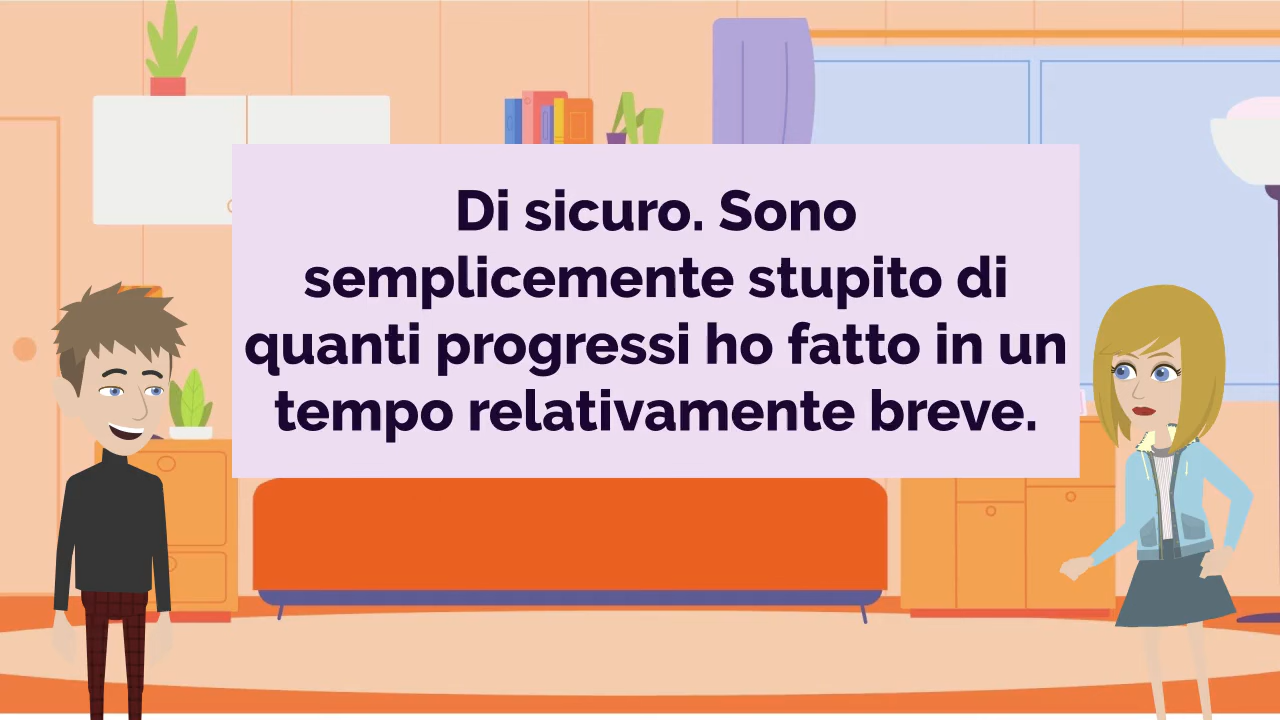 Di sicuro. Sono
semplicemente stupito di
quanti progressi ho fatto in un
tempo relativamente breve.